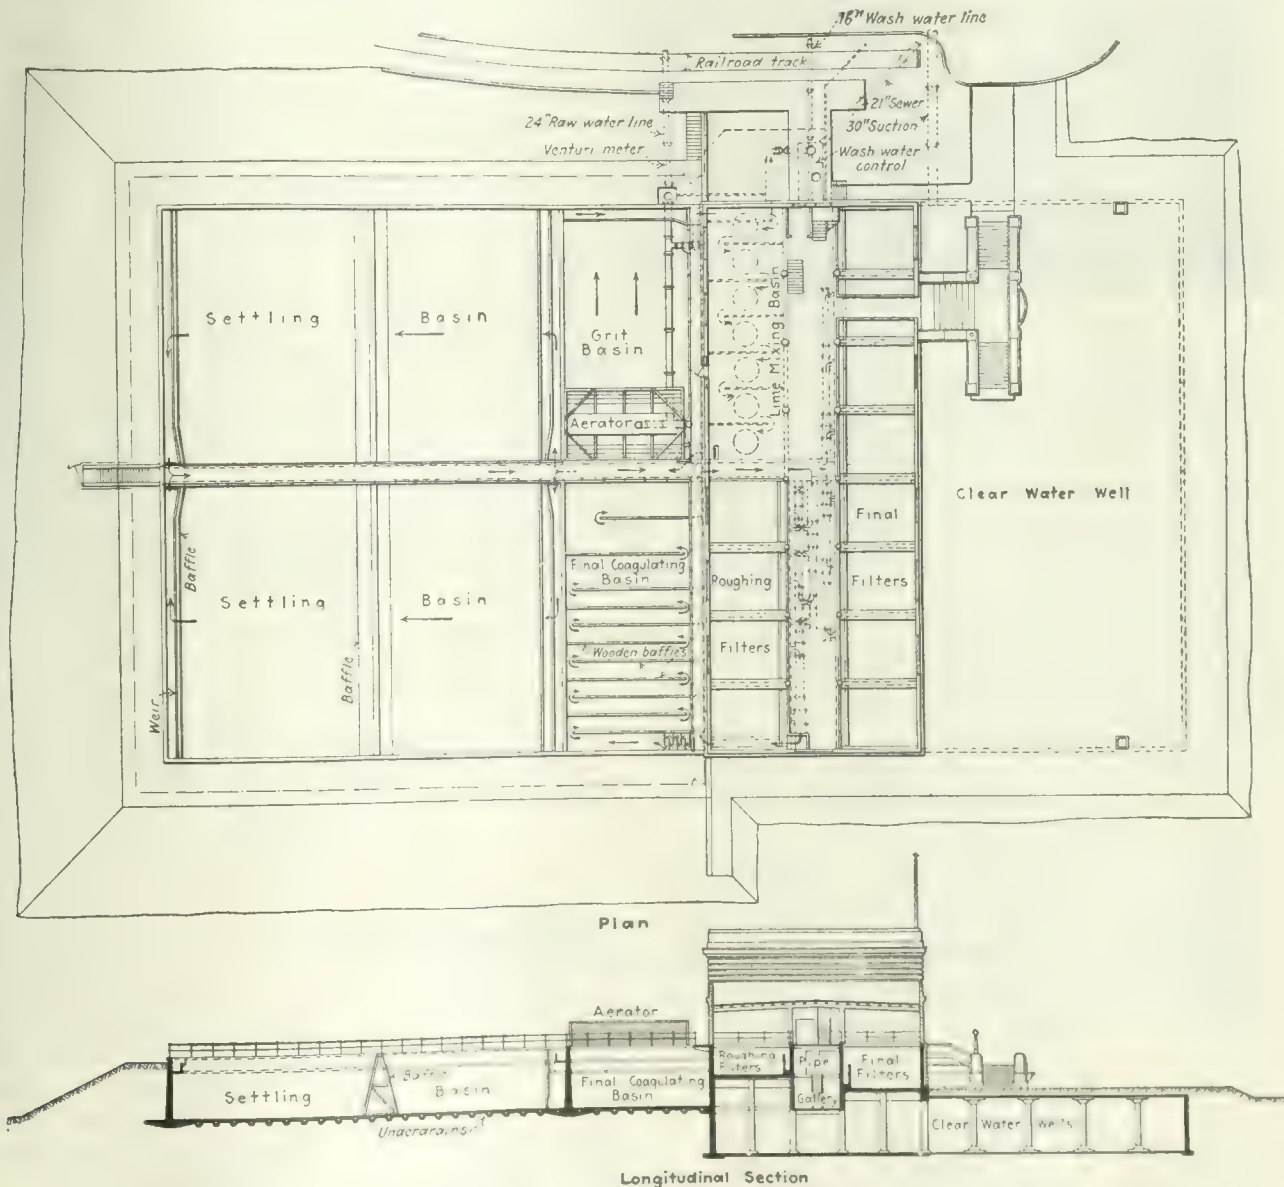 16" Wash water line
Railroad track
21" Sewer
24" Raw water line
30" Suction
Venturi meter
Wash water
control
Settling
Basin
Grit
Basin
Lime Mixing Basin
Aerator
Clear Water Well
Final
Baffle
Final Coagulating
Basin
Roughing
Filters
Settling
Basin
Wooden baffles
Filters
Baffle
Weir
Plan
Aerator
Roughing
Filters
Pipe
Final
Filters
Baffle
Settling
Basin
Final Coagulating
Basin
Gallery
Clear Water Wells
Underdrains
Longitudinal Section